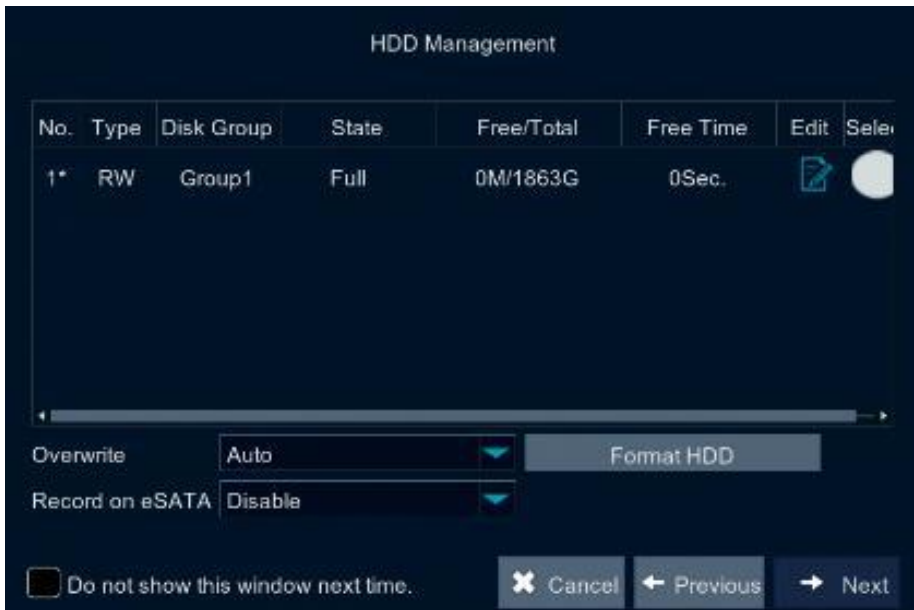 HDD Management
No. Type Disk Group State Free/Total Free Time Edit Selec
1* RW Group1 Full 0M/1863G 0Sec.
Overwrite Auto Format HDD
Record on eSATA Disable
Do not show this window next time. Cancel Previous Next